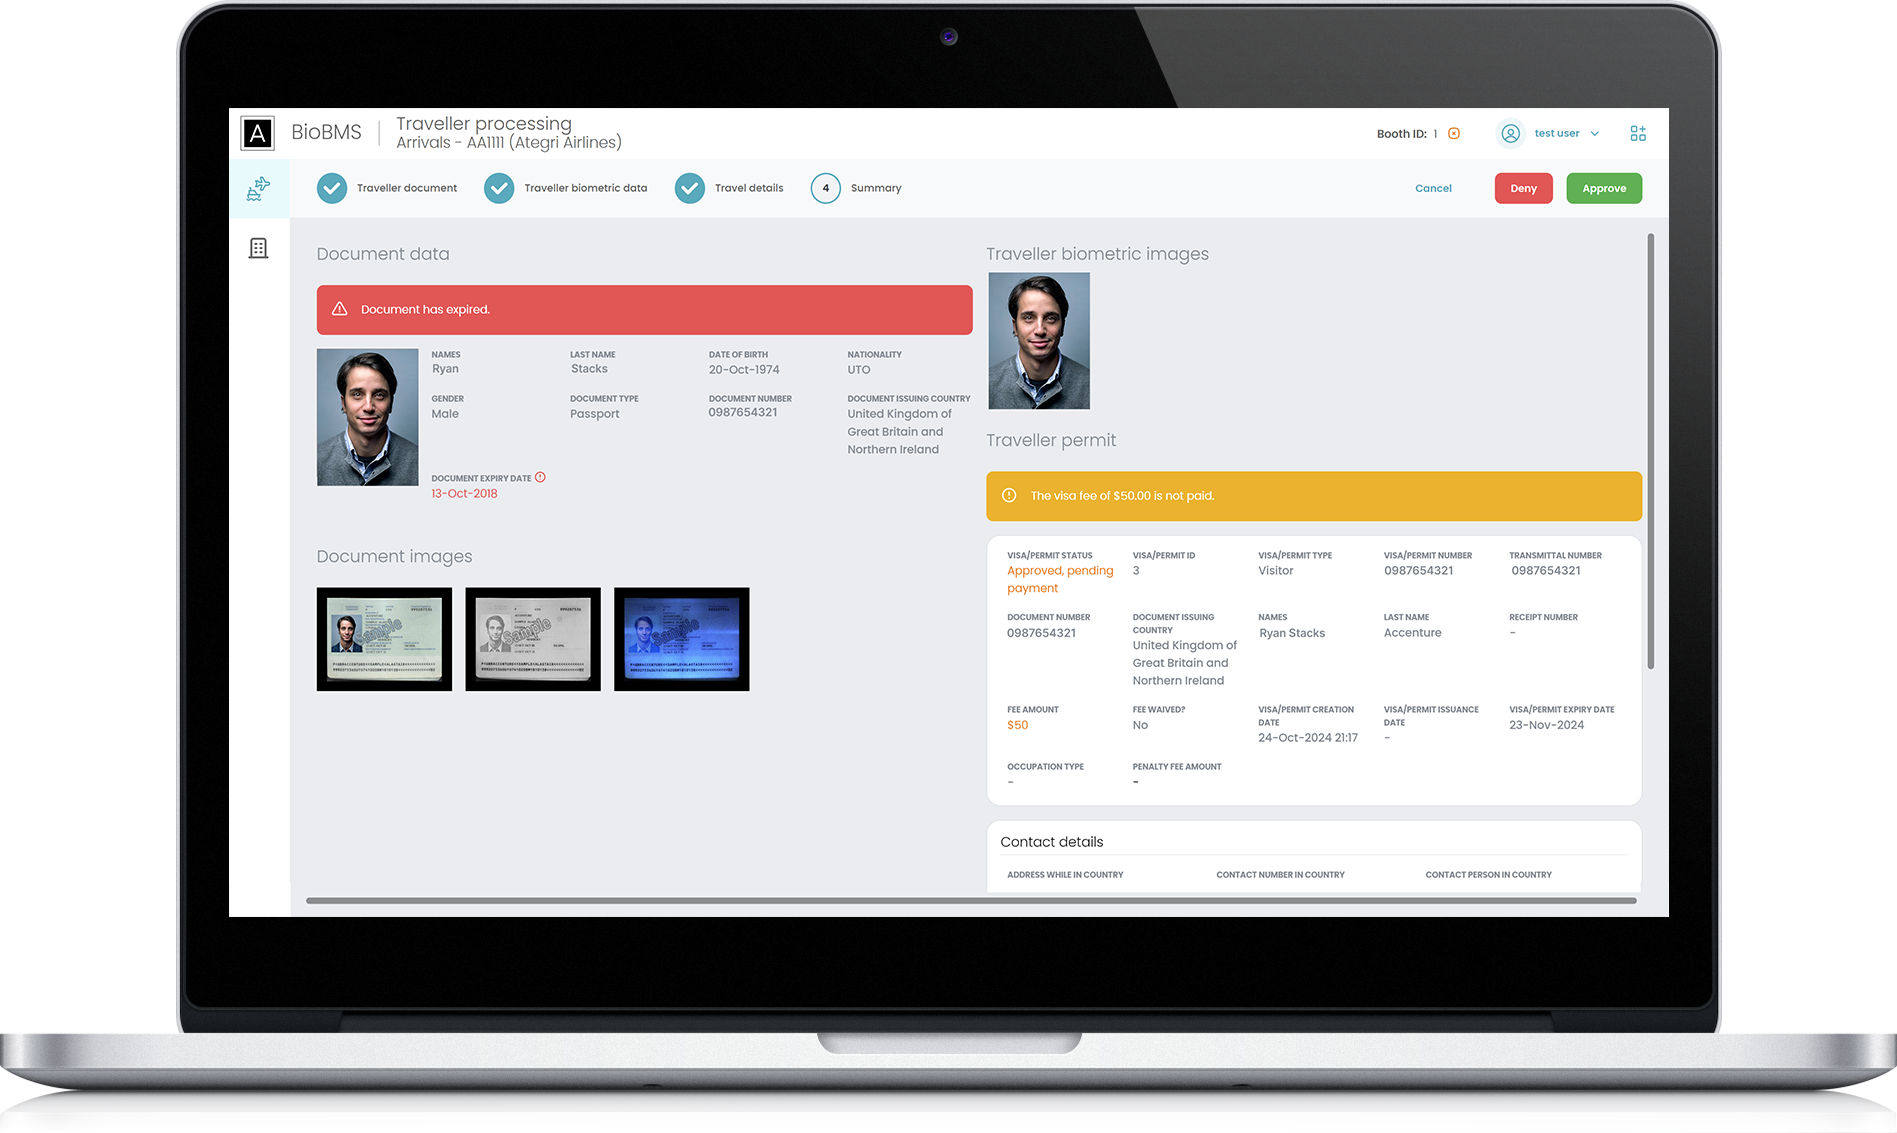 A
BioBMS
Traveller processing
Arrivals - AA1111 (Ategri Airlines)
Booth ID: 1
test user
Traveller document
Traveller biometric data
Travel details
4
Summary
Cancel
Deny
Approve
Document data
Document has expired.
NAMES
Ryan
LAST NAME
Stacks
DATE OF BIRTH
20-Oct-1974
NATIONALITY
UTO
GENDER
Male
DOCUMENT TYPE
Passport
DOCUMENT NUMBER
0987654321
DOCUMENT ISSUING COUNTRY
United Kingdom of
Great Britain and
Northern Ireland
DOCUMENT EXPIRY DATE
13-Oct-2018
Document images
Sample
Sample
Sample
Traveller biometric images
Traveller permit
The visa fee of $50.00 is not paid.
VISA/PERMIT STATUS
Approved, pending
payment
VISA/PERMIT ID
3
VISA/PERMIT TYPE
Visitor
VISA/PERMIT NUMBER
0987654321
TRANSMITTAL NUMBER
0987654321
DOCUMENT NUMBER
0987654321
DOCUMENT ISSUING
COUNTRY
United Kingdom of
Great Britain and
Northern Ireland
NAMES
Ryan Stacks
LAST NAME
Accenture
RECEIPT NUMBER
-
FEE AMOUNT
$50
FEE WAIVED?
No
VISA/PERMIT CREATION
DATE
24-Oct-2024 21:17
VISA/PERMIT ISSUANCE
DATE
-
VISA/PERMIT EXPIRY DATE
23-Nov-2024
OCCUPATION TYPE
-
PENALTY FEE AMOUNT
-
Contact details
ADDRESS WHILE IN COUNTRY
CONTACT NUMBER IN COUNTRY
CONTACT PERSON IN COUNTRY